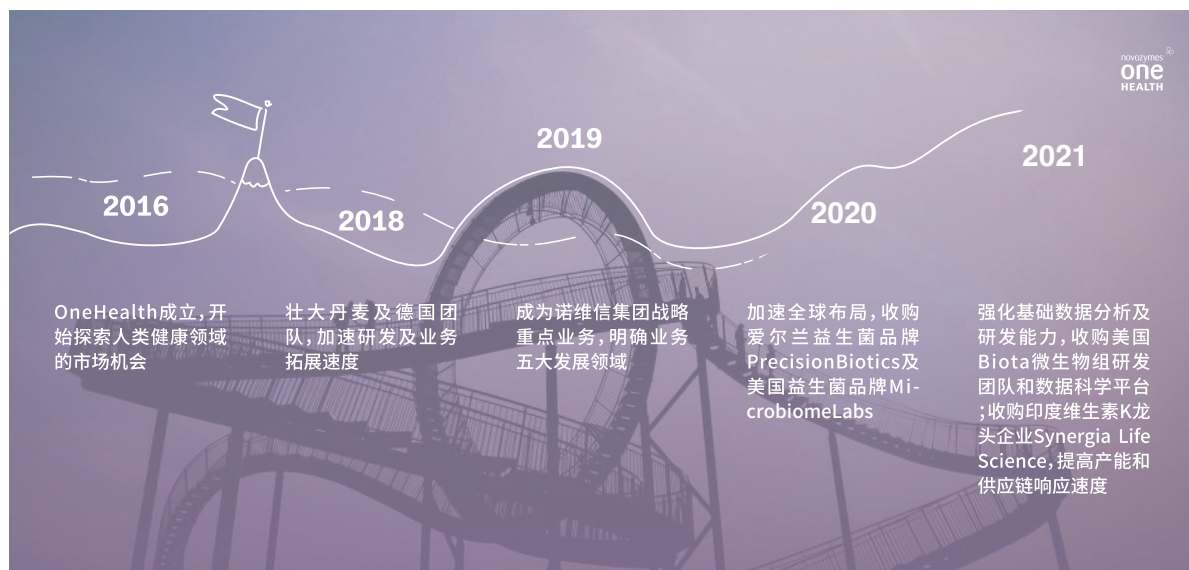 novozymes
one
HEALTH
2019
2021
2016
2018
2020
OneHealth成立，开
始探索人类健康领域
的市场机会
壮大丹麦及德国团
队，加速研发及业务
拓展速度
成为诺维信集团战略
重点业务，明确业务
五大发展领域
加速全球布局，收购
爱尔兰益生菌品牌
PrecisionBiotics及
美国益生菌品牌Mi-
crobiomeLabs
强化基础数据分析及
研发能力，收购美国
Biota微生物组研发
团队和数据科学平台
；收购印度维生素K龙
头企业Synergia Life
Science，提高产能和
供应链响应速度